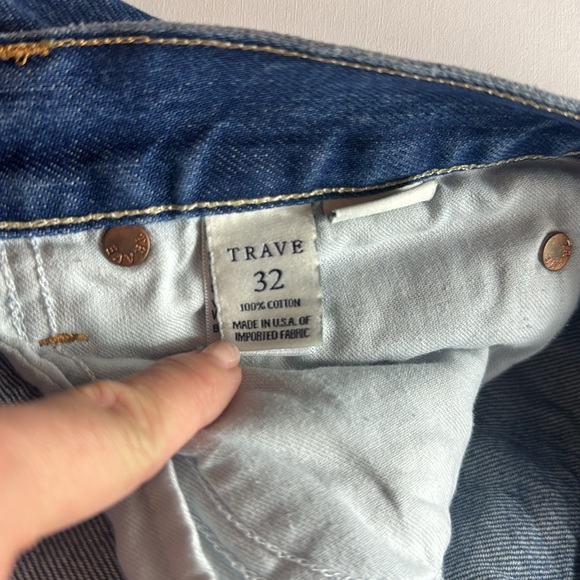 TRAVE
32
100% COTTON
MADE IN U.S.A. OF
IMPORTED FABRIC